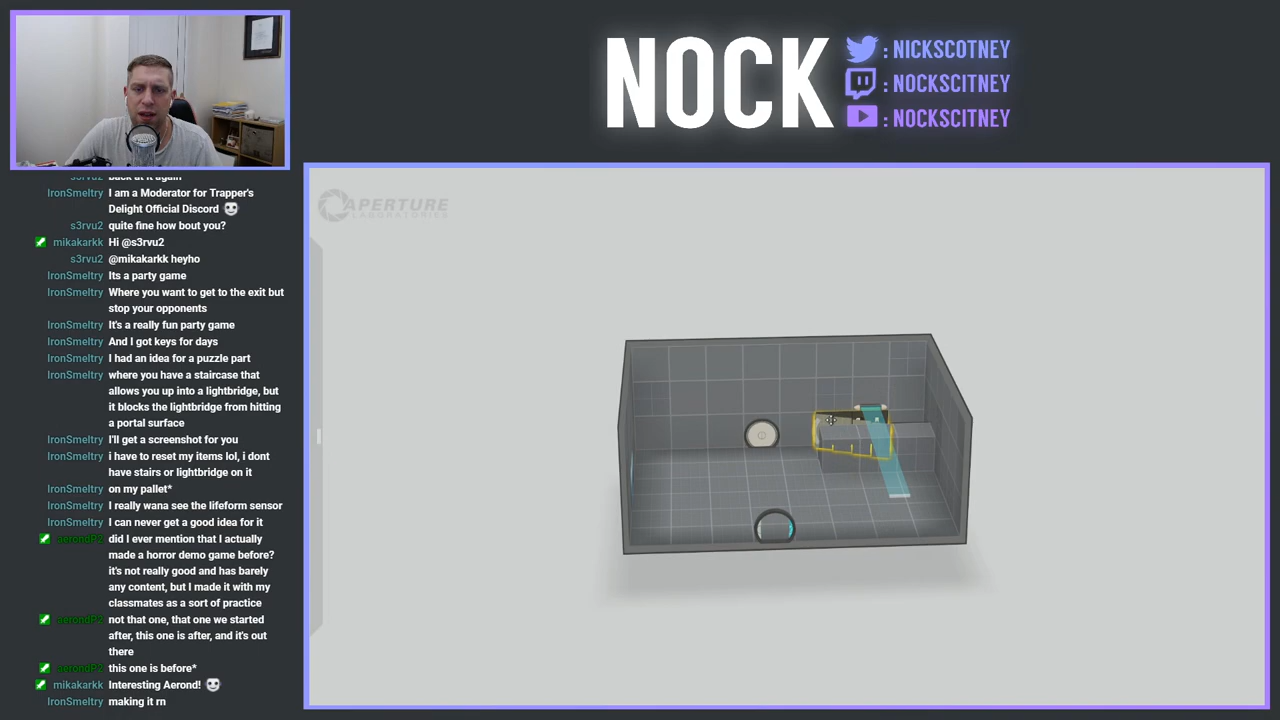 NOCK
: NICKSCOTNEY
: NOCKSCITNEY
: NOCKSCITNEY
APERTURE
LABORATORIES
s3rvu2 back at it again
IronSmeltry I am a Moderator for Trapper's
Delight Official Discord
s3rvu2 quite fine how bout you?
mikakarkk Hi @s3rvu2
s3rvu2 @mikakarkk heyho
IronSmeltry Its a party game
IronSmeltry Where you want to get to the exit but
stop your opponents
IronSmeltry It's a really fun party game
IronSmeltry And I got keys for days
IronSmeltry I had an idea for a puzzle part
IronSmeltry where you have a staircase that
allows you up into a lightbridge, but
it blocks the lightbridge from hitting
a portal surface
IronSmeltry I'll get a screenshot for you
IronSmeltry i have to reset my items lol, i dont
have stairs or lightbridge on it
IronSmeltry on my pallet*
IronSmeltry I really wana see the lifeform sensor
IronSmeltry I can never get a good idea for it
aerondP2 did I ever mention that I actually
made a horror demo game before?
it's not really good and has barely
any content, but I made it with my
classmates as a sort of practice
aerondP2 not that one, that one we started
after, this one is after, and it's out
there
aerondP2 this one is before*
mikakarkk Interesting Aerond!
IronSmeltry making it rn